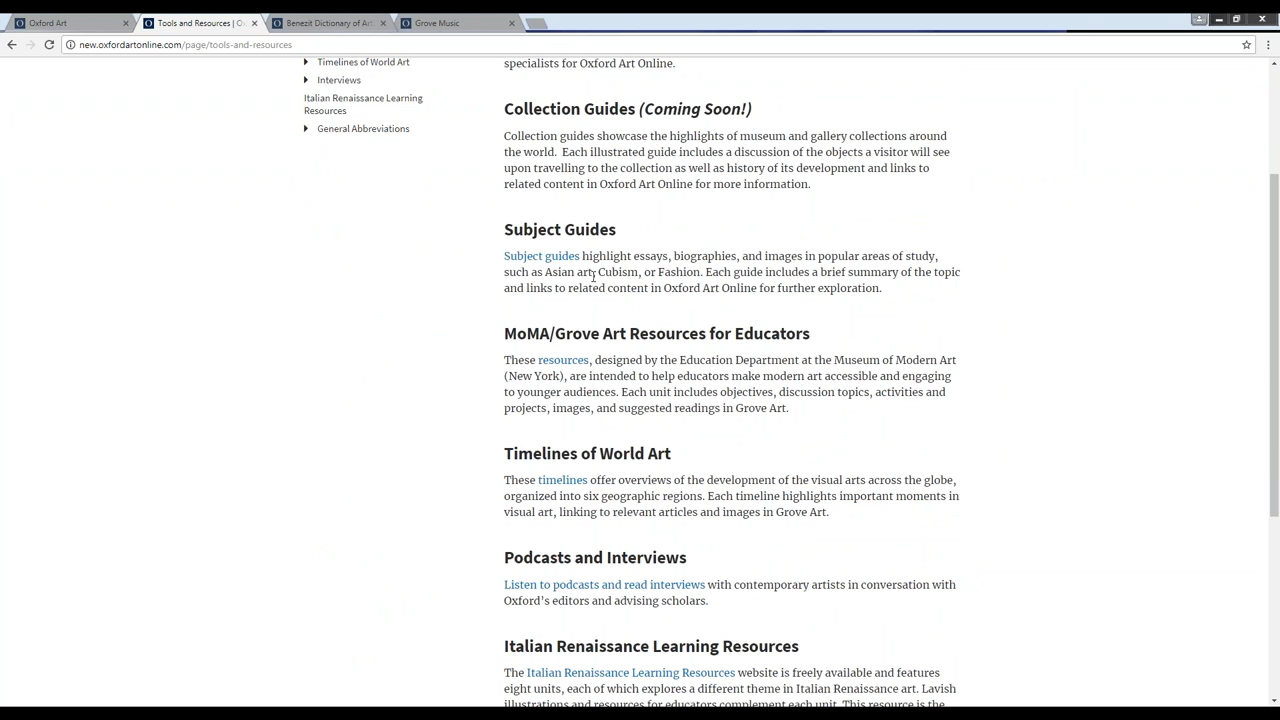 Oxford Art
Tools and Resources | Ox
Benezit Dictionary of Art
Grove Music
new.oxfordartonline.com/page/tools-and-resources
Timelines of World Art
Interviews
Italian Renaissance Learning
Resources
General Abbreviations
specialists for Oxford Art Online.
Collection Guides (Coming Soon!)
Collection guides showcase the highlights of museum and gallery collections around
the world. Each illustrated guide includes a discussion of the objects a visitor will see
upon travelling to the collection as well as history of its development and links to
related content in Oxford Art Online for more information.
Subject Guides
Subject guides highlight essays, biographies, and images in popular areas of study,
such as Asian art, Cubism, or Fashion. Each guide includes a brief summary of the topic
and links to related content in Oxford Art Online for further exploration.
MoMA/Grove Art Resources for Educators
These resources, designed by the Education Department at the Museum of Modern Art
(New York), are intended to help educators make modern art accessible and engaging
to younger audiences. Each unit includes objectives, discussion topics, activities and
projects, images, and suggested readings in Grove Art.
Timelines of World Art
These timelines offer overviews of the development of the visual arts across the globe,
organized into six geographic regions. Each timeline highlights important moments in
visual art, linking to relevant articles and images in Grove Art.
Podcasts and Interviews
Listen to podcasts and read interviews with contemporary artists in conversation with
Oxford’s editors and advising scholars.
Italian Renaissance Learning Resources
The Italian Renaissance Learning Resources website is freely available and features
eight units, each of which explores a different theme in Italian Renaissance art. Lavish
illustrations and resources for educators complement each unit. This resource is the